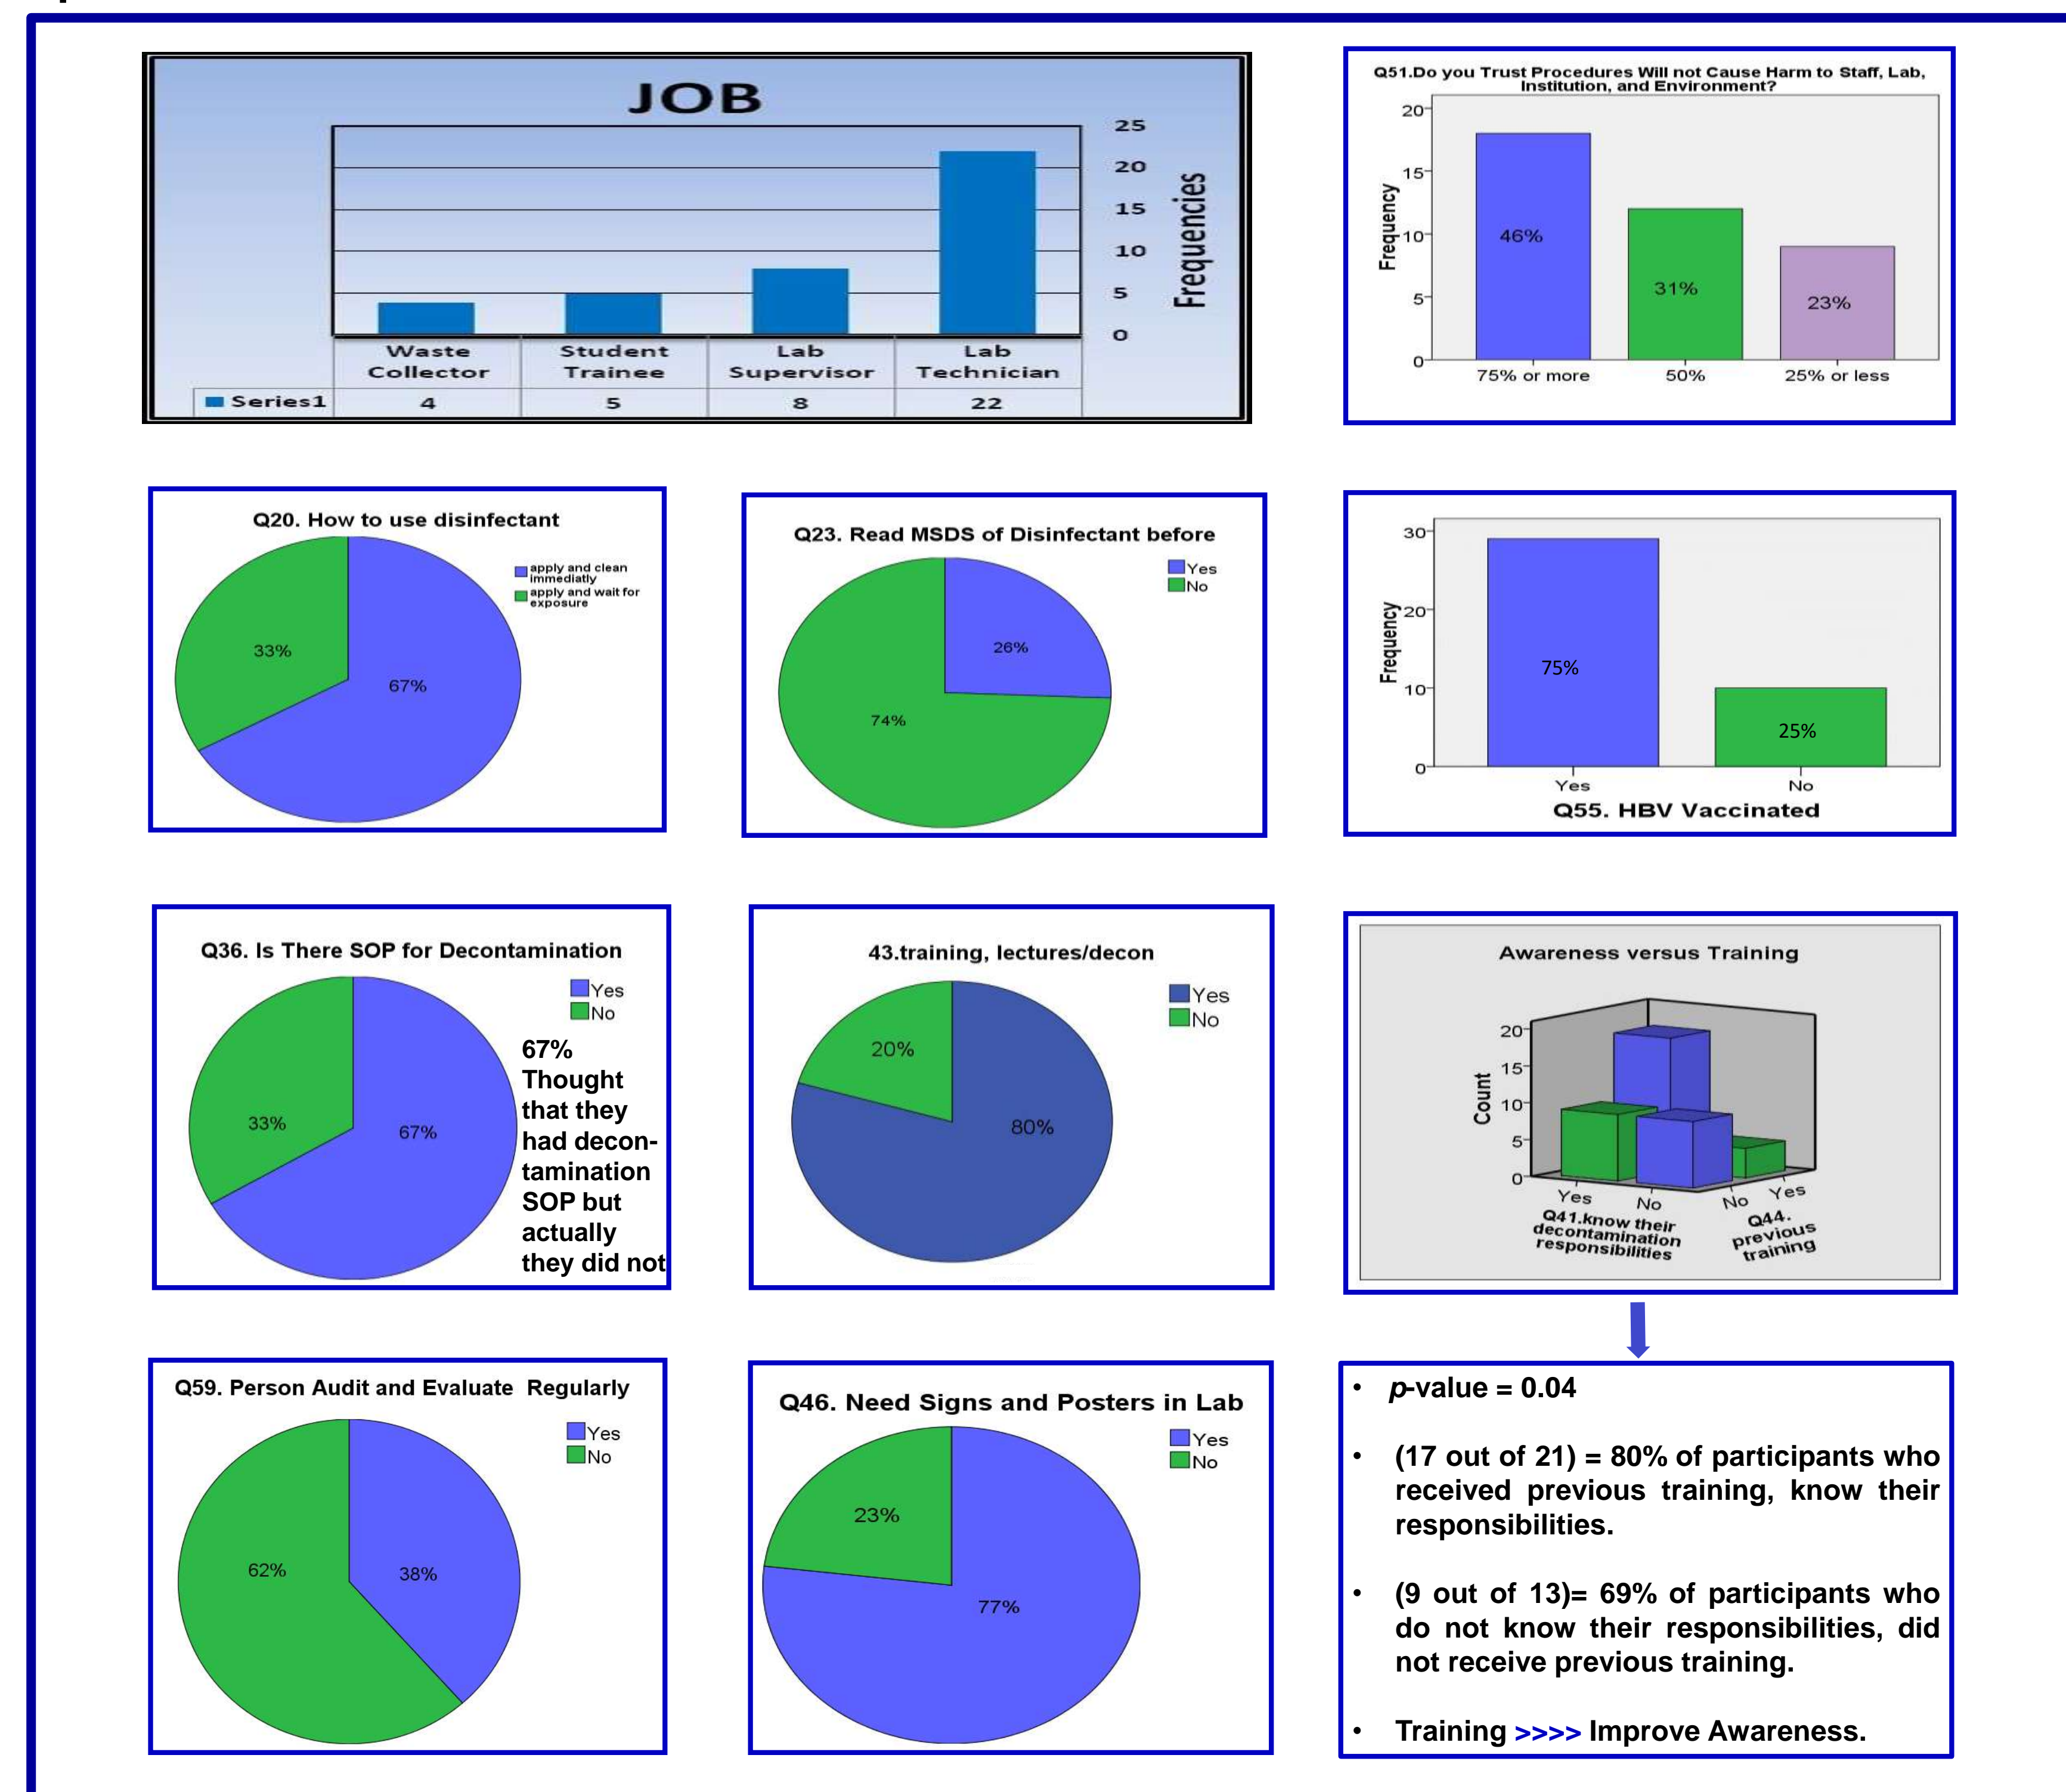 JOB
25
20
15
10
5
0
Frequencies
Waste Collector
Student Trainee
Lab Supervisor
Lab Technician
Series1 4 5 8 22
Q51.Do you Trust Procedures Will not Cause Harm to Staff, Lab,
Institution, and Environment?
20
15
10
5
0
Frequency
46%
31%
23%
75% or more 50% 25% or less
Q20. How to use disinfectant
apply and clean
immediatly
apply and wait for
exposure
33%
67%
Q23. Read MSDS of Disinfectant before
Yes
No
26%
74%
30
20
10
0
Frequency
75%
25%
Yes No
Q55. HBV Vaccinated
Q36. Is There SOP for Decontamination
Yes
No
33%
67%
67%
Thought
that they
had decon-
tamination
SOP but
actually
they did not
43.training, lectures/decon
Yes
No
20%
80%
Awareness versus Training
20
15
10
5
0
Count
Yes No
No Yes
Q41.know their
decontamination
responsibilities
Q44.
previous
training
Q59. Person Audit and Evaluate Regularly
Yes
No
62%
38%
Q46. Need Signs and Posters in Lab
Yes
No
23%
77%
• p-value = 0.04
• (17 out of 21) = 80% of participants who
received previous training, know their
responsibilities.
• (9 out of 13)= 69% of participants who
do not know their responsibilities, did
not receive previous training.
• Training >>>> Improve Awareness.